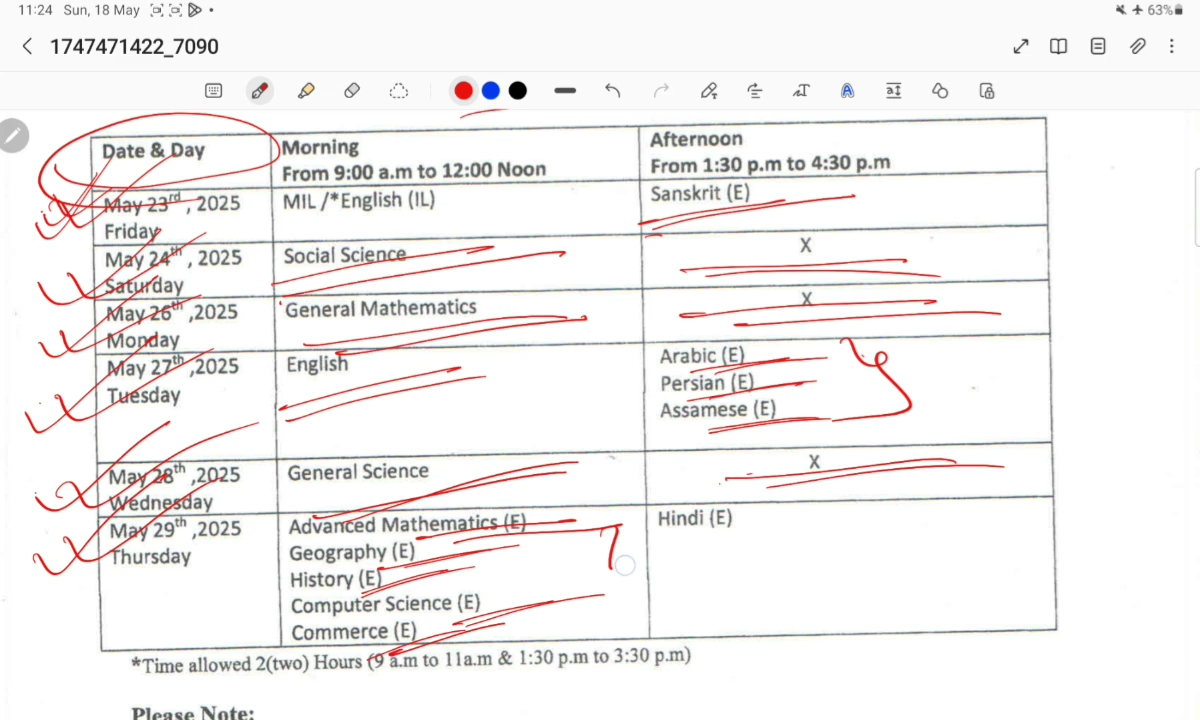 11:24 Sun, 18 May
63%
1747471422_7090
Date & Day
Morning
From 9:00 a.m to 12:00 Noon
Afternoon
From 1:30 p.m to 4:30 p.m
May 23rd , 2025
Friday
MIL /*English (IL)
Sanskrit (E)
May 24th , 2025
Saturday
Social Science
X
May 26th ,2025
Monday
General Mathematics
X
May 27th ,2025
Tuesday
English
Arabic (E)
Persian (E)
Assamese (E)
May 28th ,2025
Wednesday
General Science
X
May 29th ,2025
Thursday
Advanced Mathematics (E)
Geography (E)
History (E)
Computer Science (E)
Commerce (E)
Hindi (E)
*Time allowed 2(two) Hours (9 a.m to 11a.m & 1:30 p.m to 3:30 p.m)
Please Note: